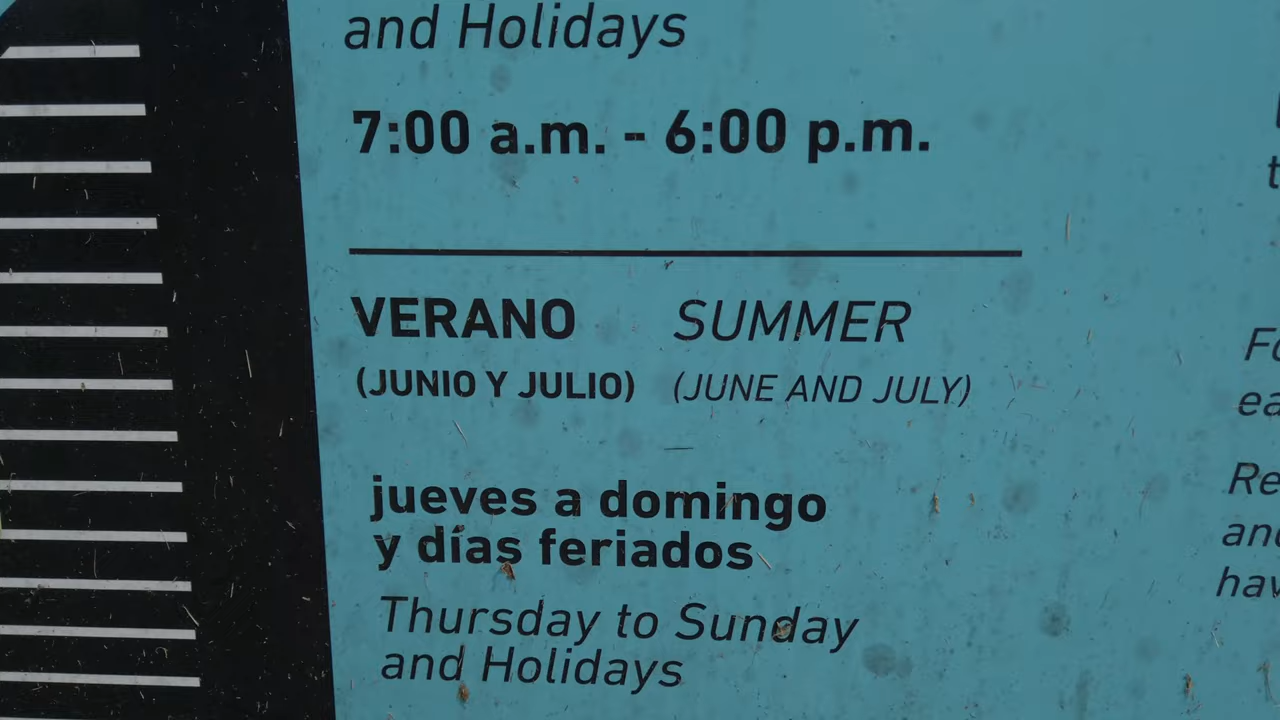 and Holidays
7:00 a.m. - 6:00 p.m.
VERANO SUMMER
(JUNIO Y JULIO) (JUNE AND JULY)
jueves a domingo
y días feriados
Thursday to Sunday
and Holidays